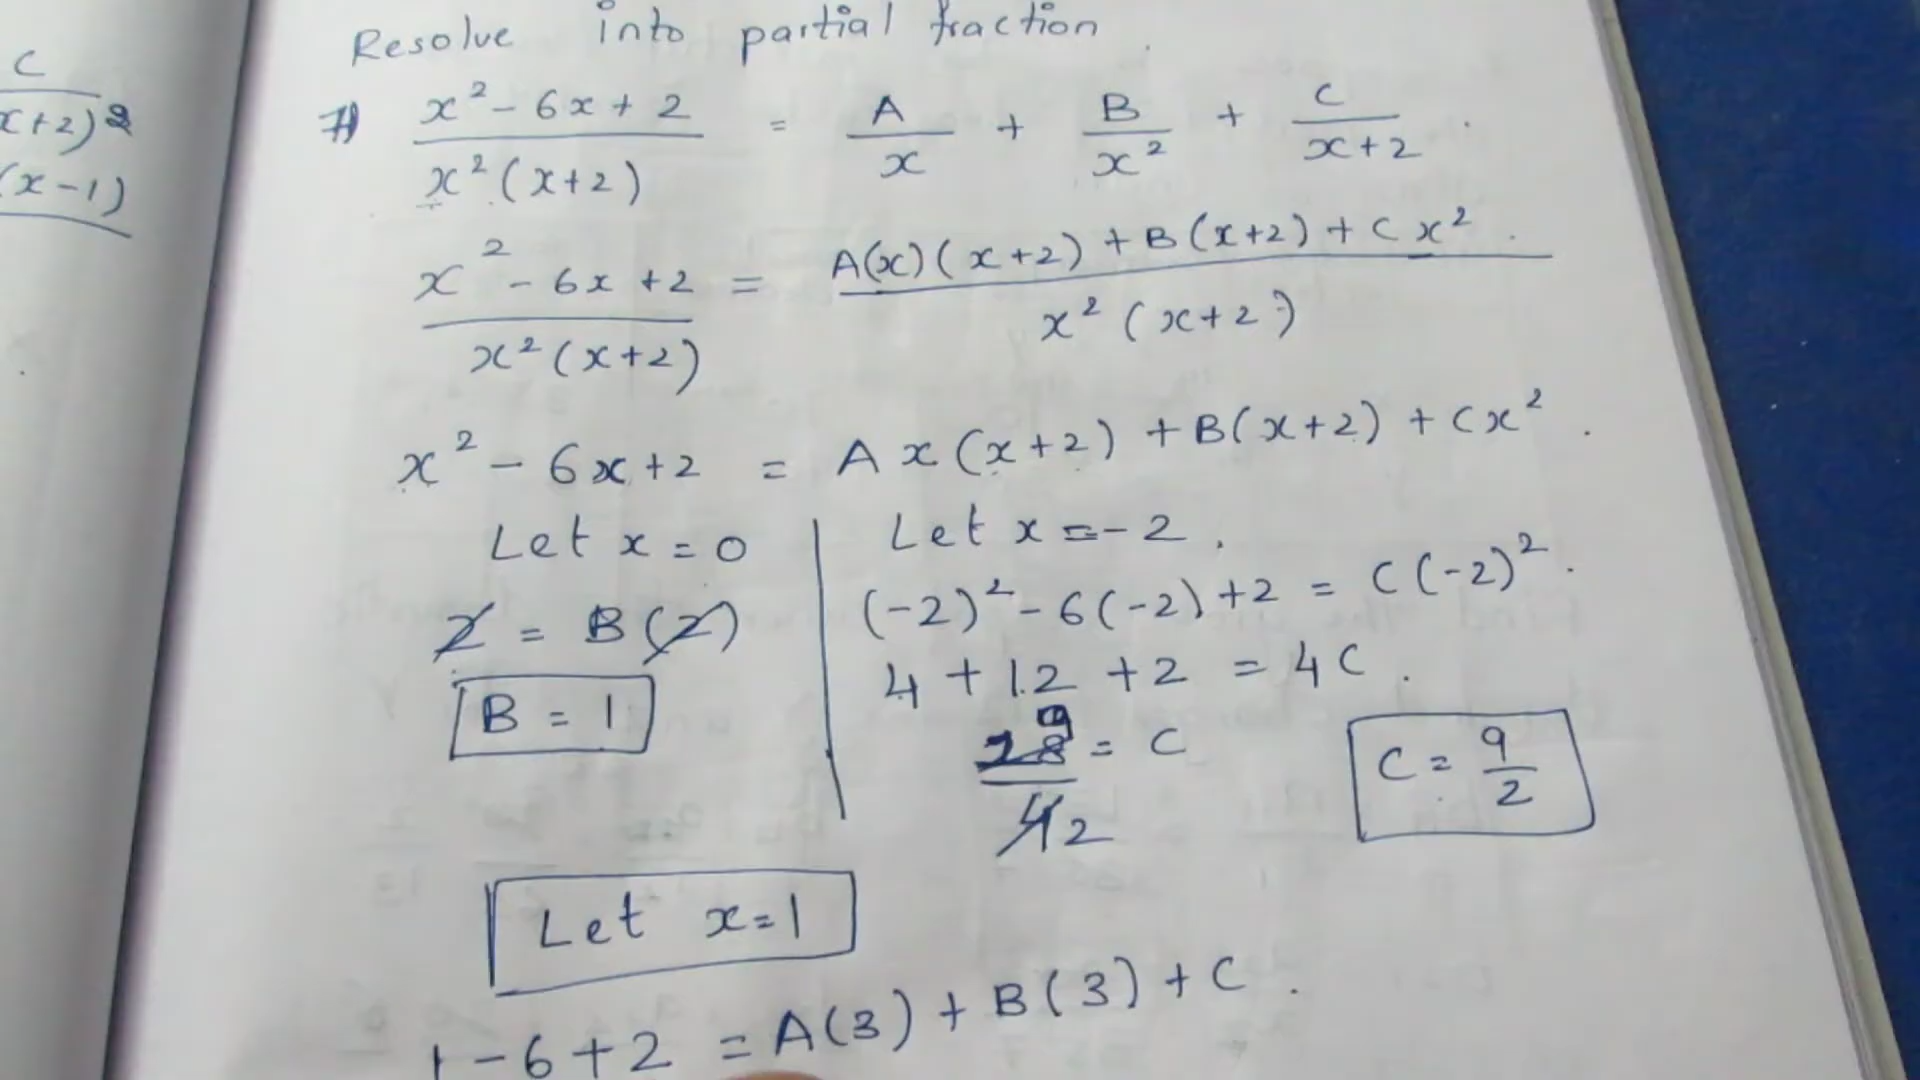 C
x+2)2
(x-1)
Resolve into partial fraction
7) x² - 6x + 2 / x²(x+2) = A/x + B/x² + C/x+2
x² - 6x + 2 / x²(x+2) = A(x)(x+2) + B(x+2) + Cx² / x²(x+2)
x² - 6x + 2 = Ax(x+2) + B(x+2) + Cx²
Let x = 0
2 = B(2)
B = 1
Let x = -2
(-2)² - 6(-2) + 2 = C(-2)²
4 + 12 + 2 = 4C
18 9 / 4 2 = C
C = 9/2
Let x = 1
1 - 6 + 2 = A(3) + B(3) + C